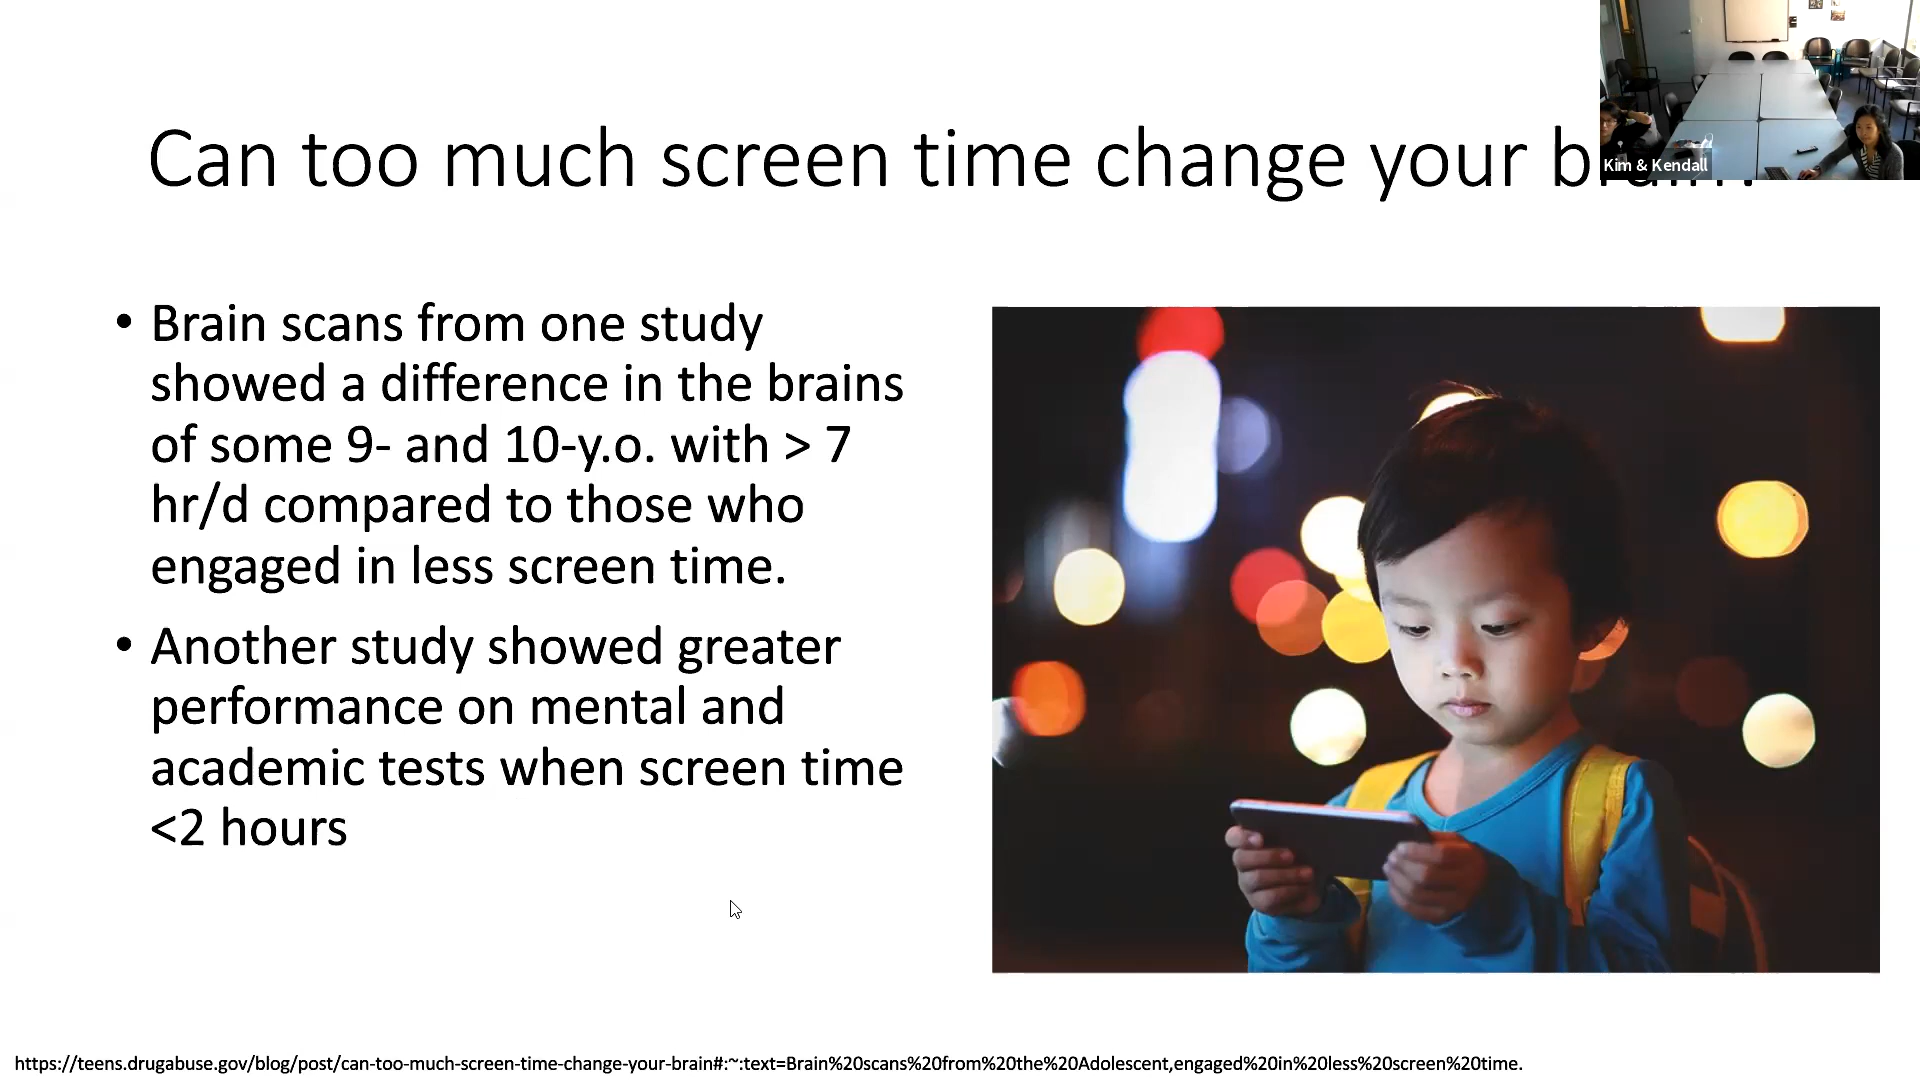 Can too much screen time change your
Kim & Kendall
• Brain scans from one study
showed a difference in the brains
of some 9- and 10-y.o. with > 7
hr/d compared to those who
engaged in less screen time.
• Another study showed greater
performance on mental and
academic tests when screen time
<2 hours
https://teens.drugabuse.gov/blog/post/can-too-much-screen-time-change-your-brain#:~:text=Brain%20scans%20from%20the%20Adolescent,engaged%20in%20less%20screen%20time.